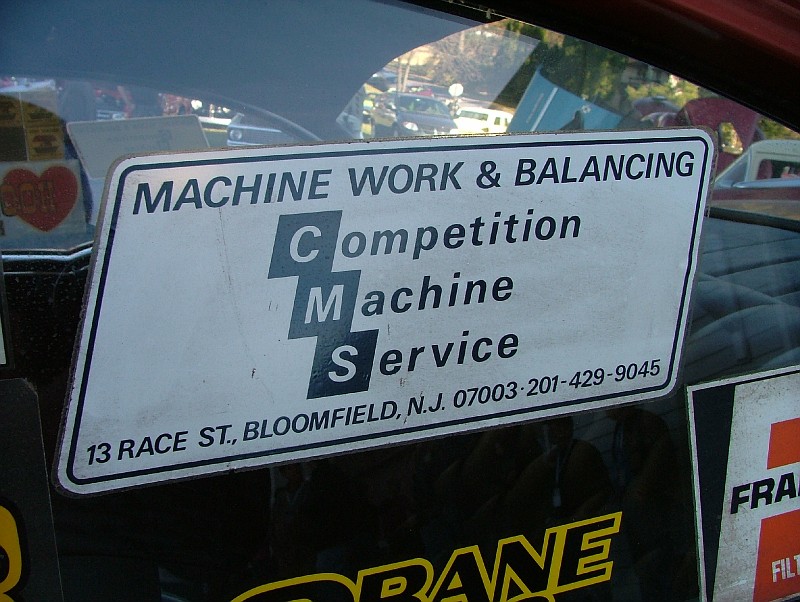 MACHINE WORK & BALANCING
Competition
Machine
Service
13 RACE ST., BLOOMFIELD, N.J. 07003·201-429-9045